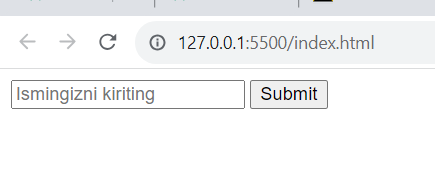 127.0.0.1:5500/index.html
Ismingizni kiriting Submit